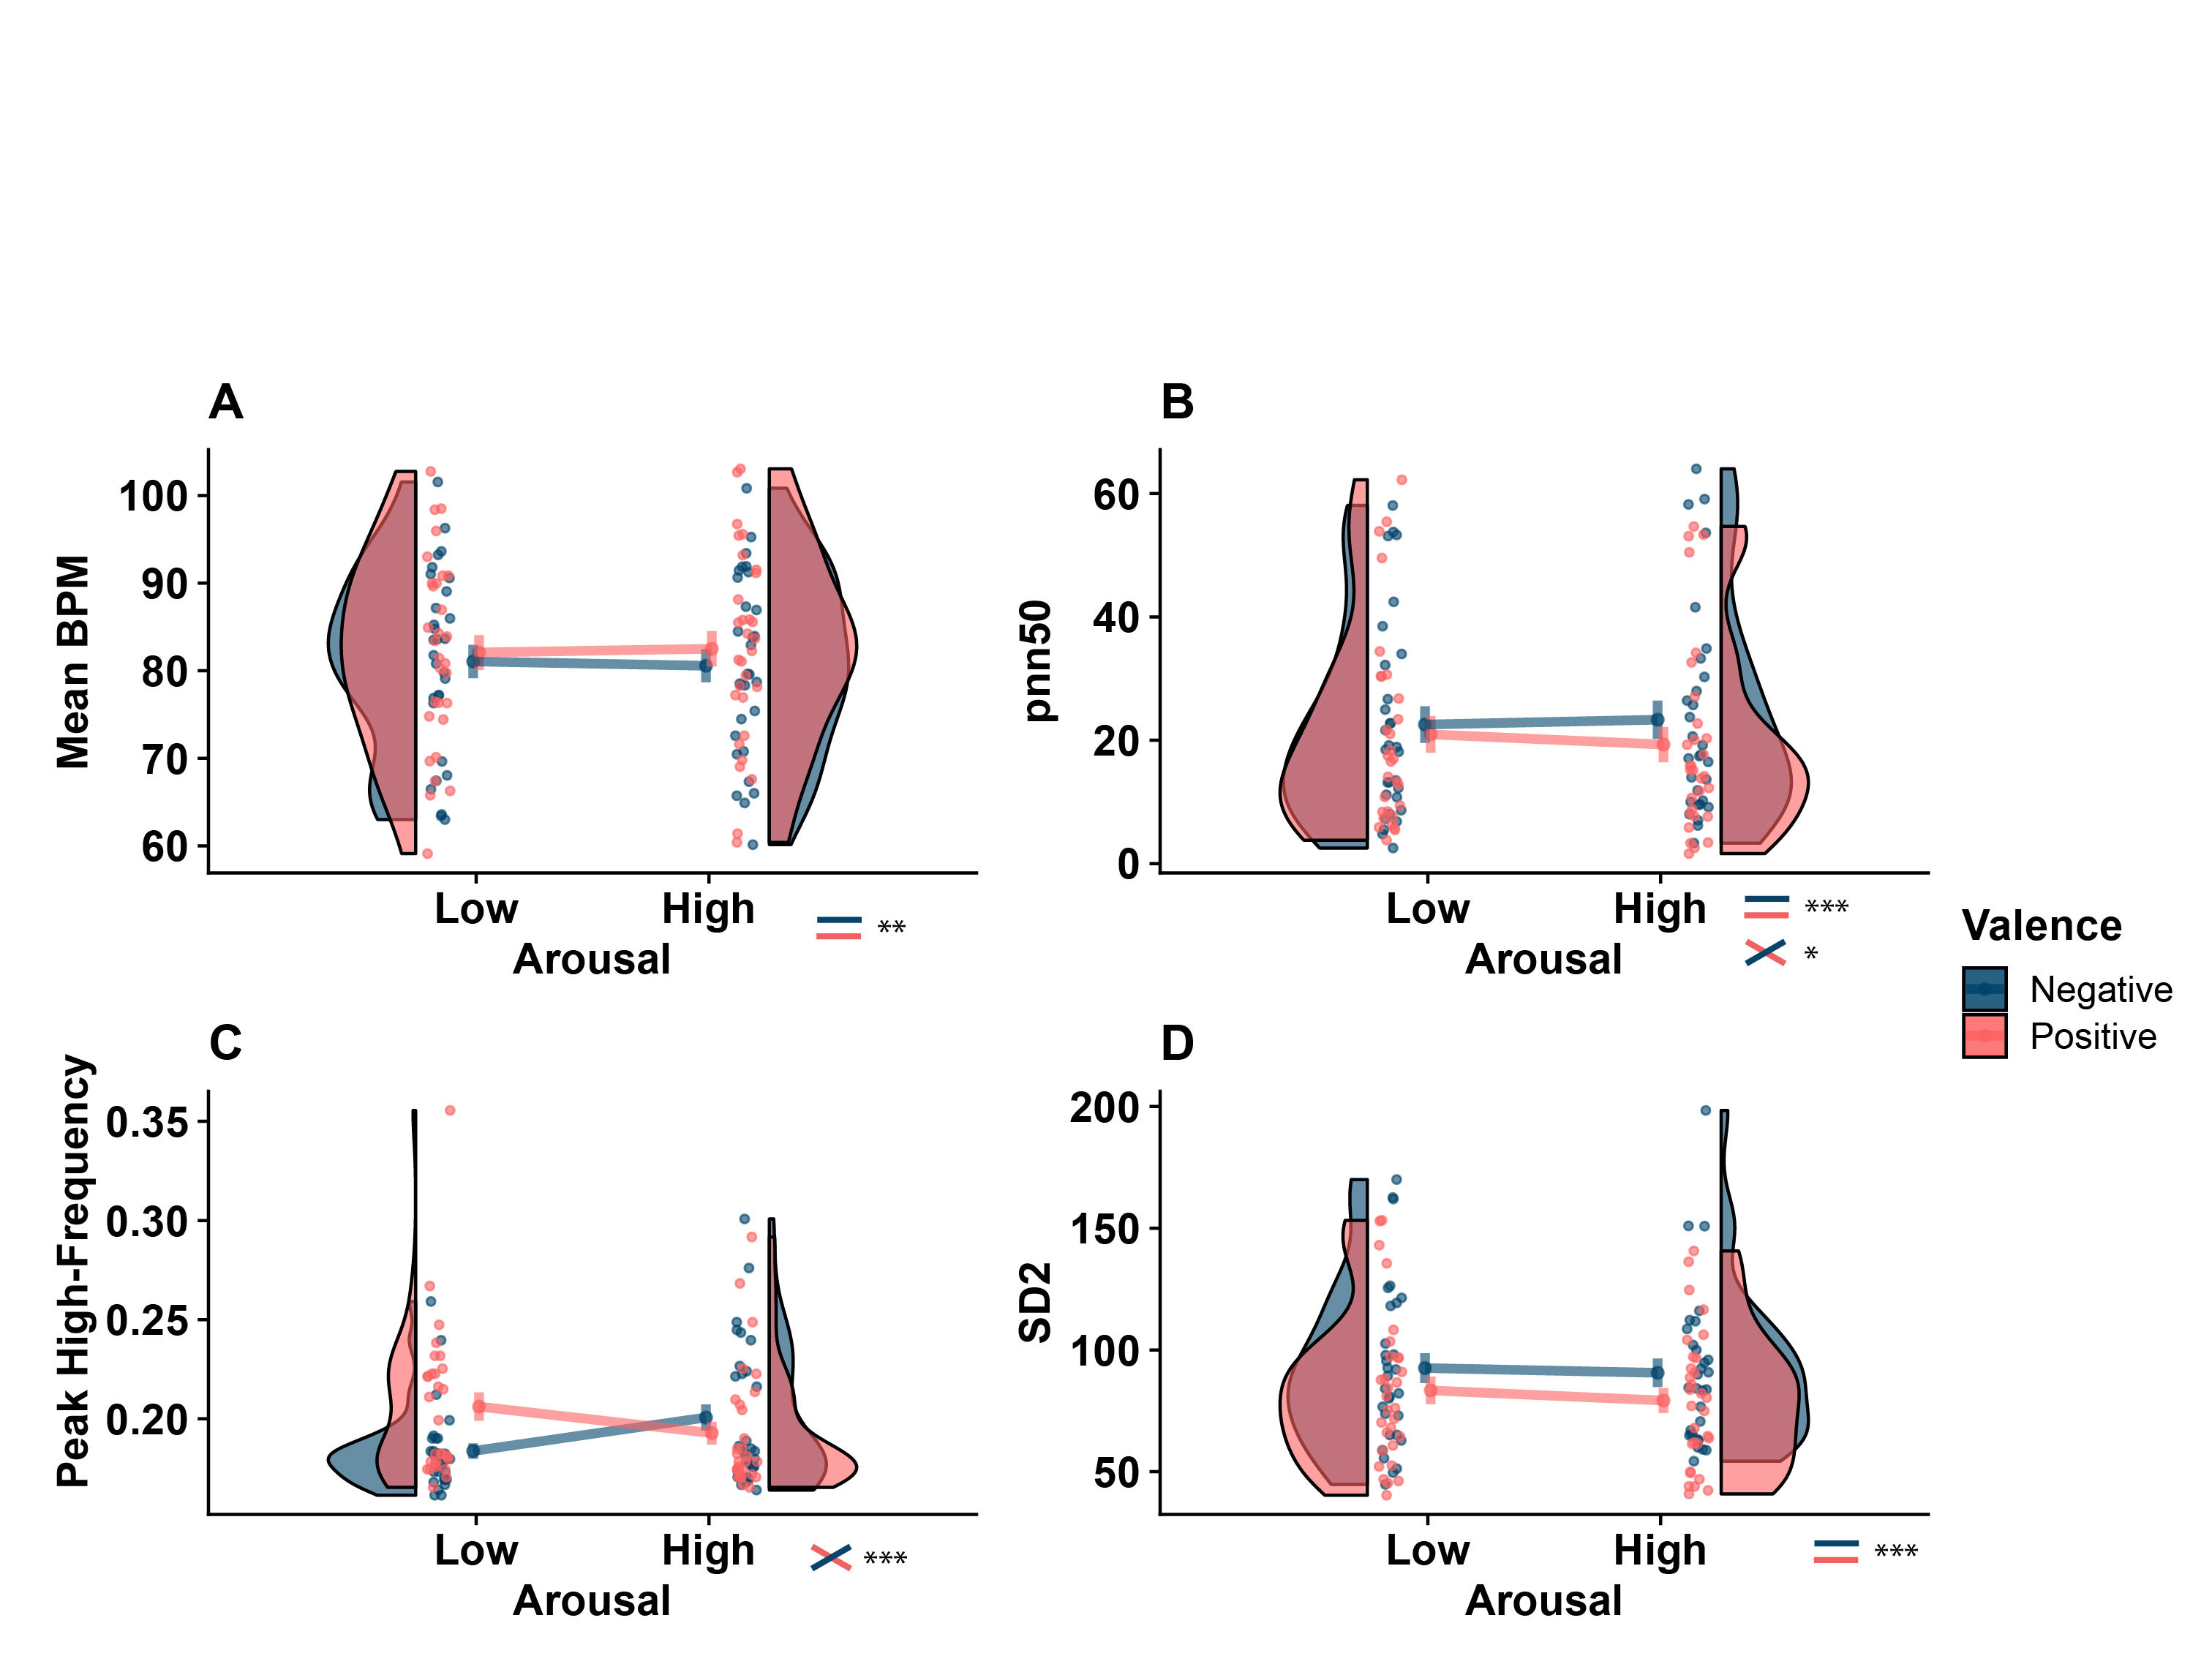 A
Mean BPM
100
90
80
70
60
Low
High
Arousal
**
B
pnn50
60
40
20
0
Low
High
Arousal
***
*
Valence
Negative
Positive
C
Peak High-Frequency
0.35
0.30
0.25
0.20
Low
High
Arousal
***
D
SD2
200
150
100
50
Low
High
Arousal
***